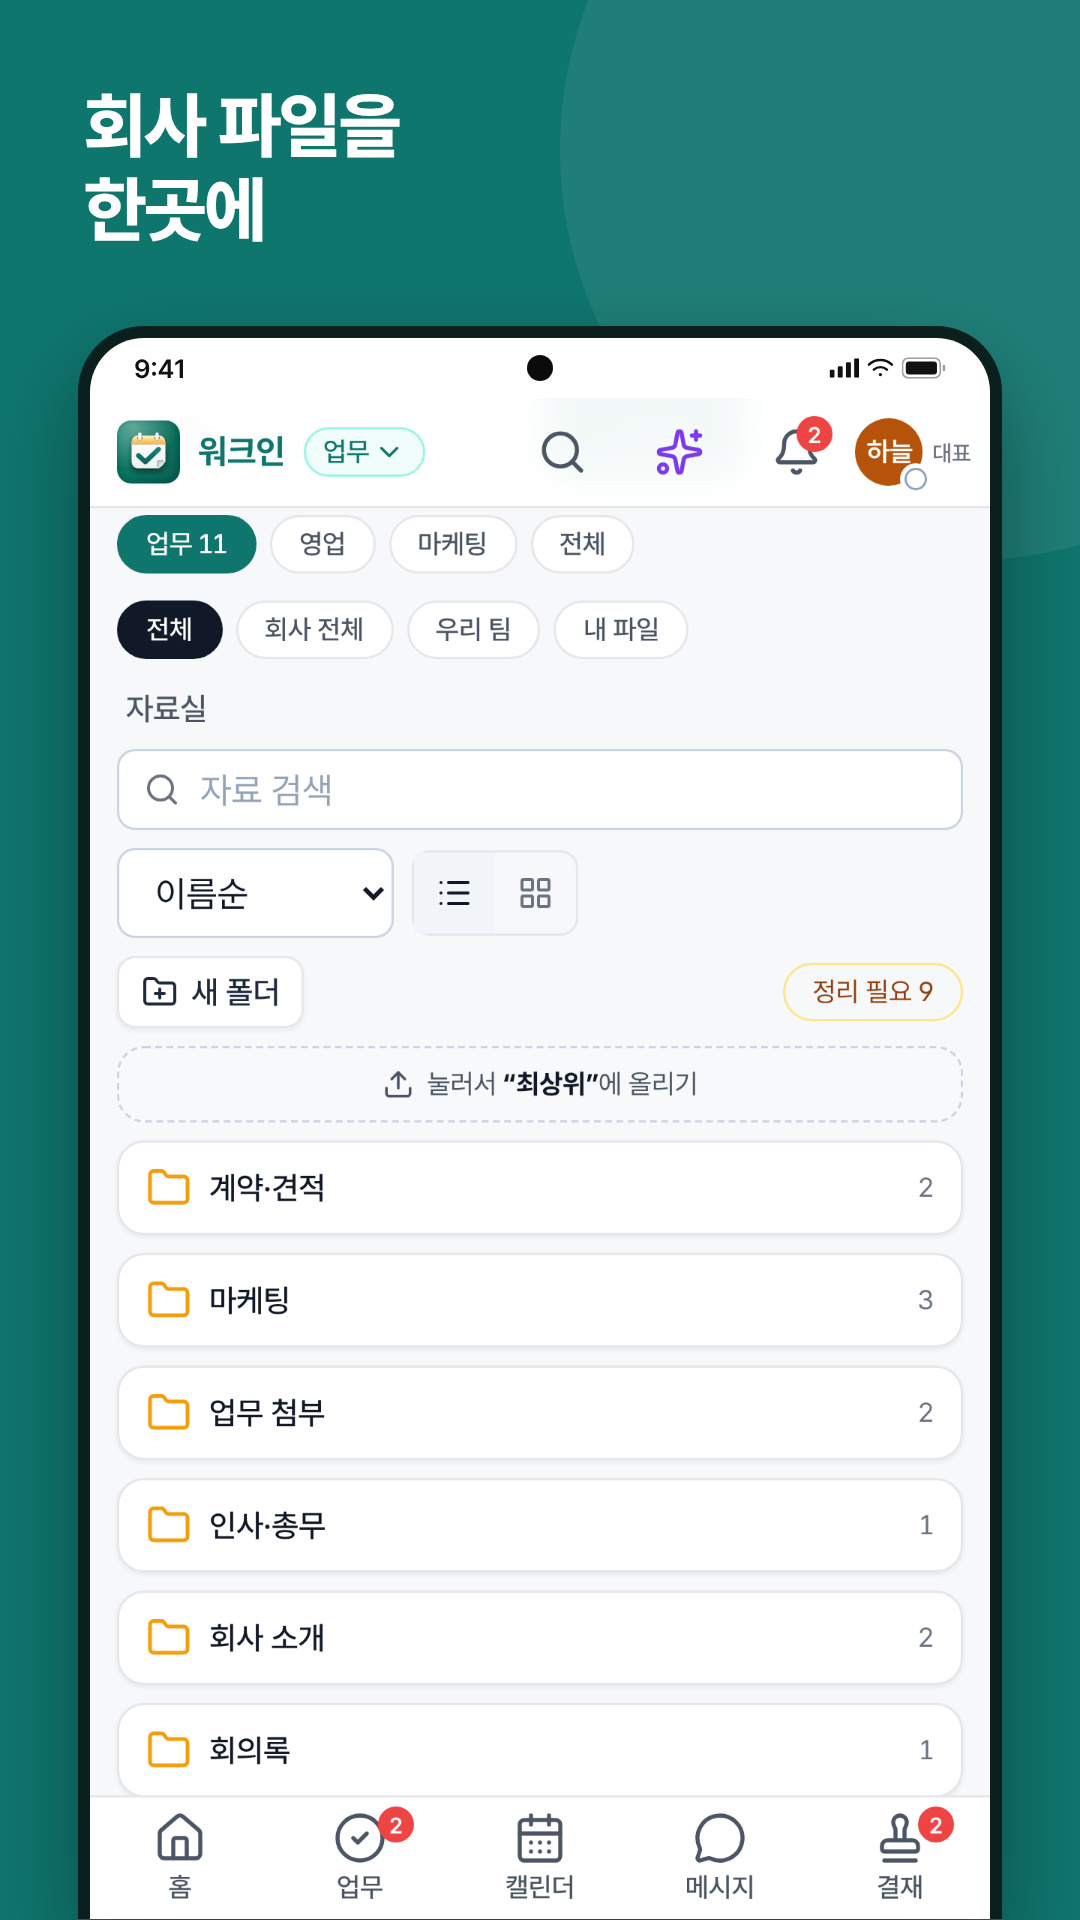 회사 파일을
한곳에
9:41
워크인 업무 2 하늘 대표
업무 11 영업 마케팅 전체
전체 회사 전체 우리 팀 내 파일
자료실
자료 검색
이름순
새 폴더 정리 필요 9
눌러서 “최상위”에 올리기
계약·견적 2
마케팅 3
업무 첨부 2
인사·총무 1
회사 소개 2
회의록 1
2 2
홈 업무 캘린더 메시지 결재